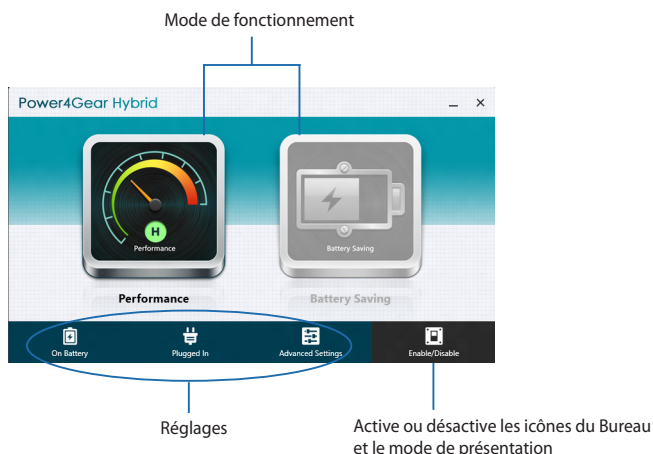 Mode de fonctionnement
Power4Gear Hybrid
H
Performance
Battery Saving
Performance
Battery Saving
On Battery
Plugged In
Advanced Settings
Enable/Disable
Réglages
Active ou désactive les icônes du Bureau
et le mode de présentation